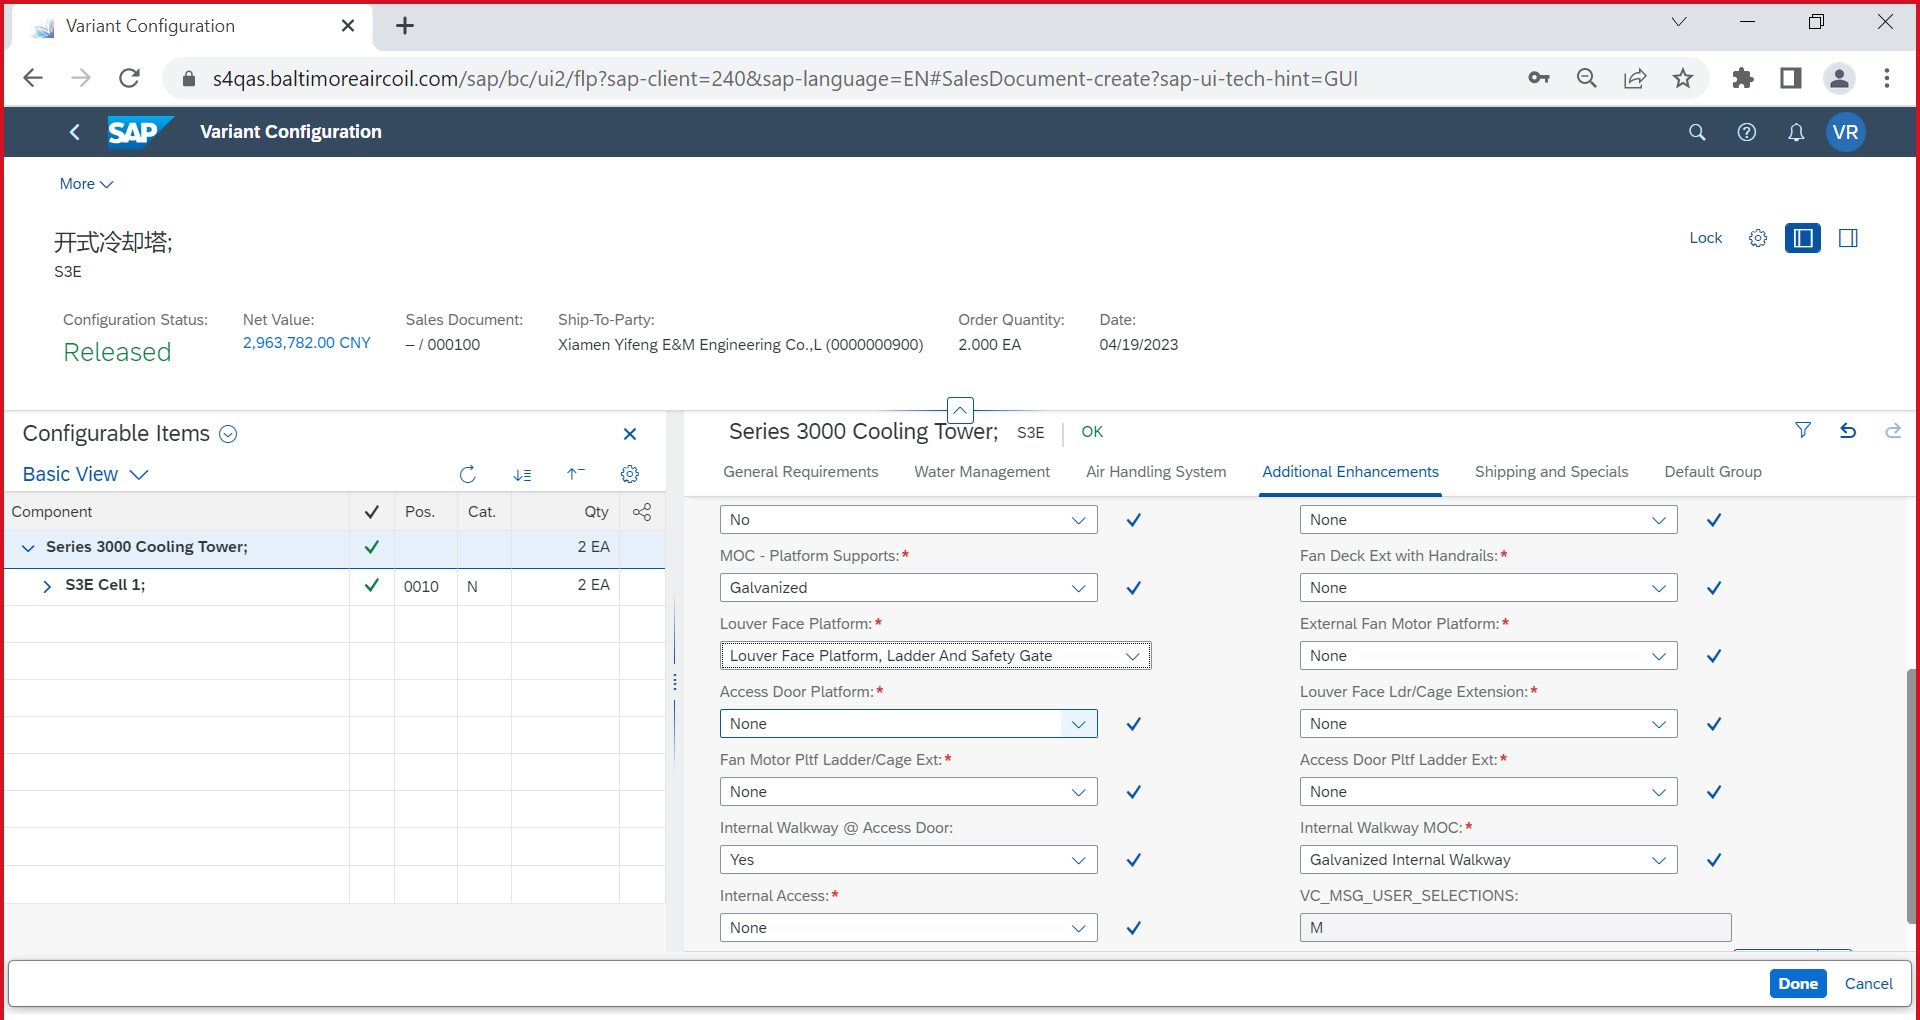 Variant Configuration
s4qas.baltimoreaircoil.com/sap/bc/ui2/flp?sap-client=240&sap-language=EN#SalesDocument-create?sap-ui-tech-hint=GUI
SAP Variant Configuration VR
More
开式冷却塔;
S3E
Lock
Configuration Status: Net Value: Sales Document: Ship-To-Party: Order Quantity: Date:
Released 2,963,782.00 CNY – / 000100 Xiamen Yifeng E&M Engineering Co.,L (0000000900) 2.000 EA 04/19/2023
Configurable Items
Basic View
Component Pos. Cat. Qty
Series 3000 Cooling Tower; 2 EA
S3E Cell 1; 0010 N 2 EA
Series 3000 Cooling Tower; S3E OK
General Requirements Water Management Air Handling System Additional Enhancements Shipping and Specials Default Group
No None
MOC - Platform Supports:* Fan Deck Ext with Handrails:*
Galvanized None
Louver Face Platform:* External Fan Motor Platform:*
Louver Face Platform, Ladder And Safety Gate None
Access Door Platform:* Louver Face Ldr/Cage Extension:*
None None
Fan Motor Pltf Ladder/Cage Ext:* Access Door Pltf Ladder Ext:*
None None
Internal Walkway @ Access Door: Internal Walkway MOC:*
Yes Galvanized Internal Walkway
Internal Access:* VC_MSG_USER_SELECTIONS:
None M
Done Cancel